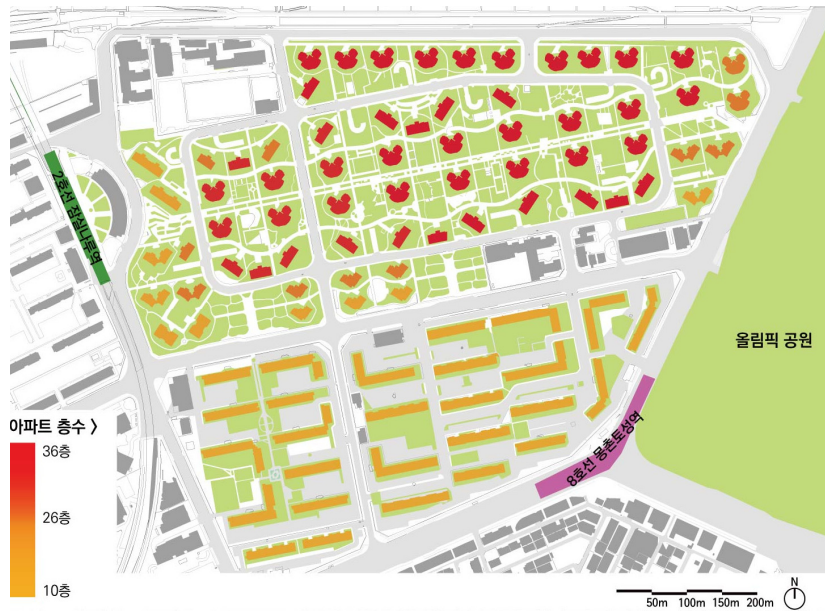 2호선 잠실나루역
올림픽 공원
8호선 몽촌토성역
아파트 층수 >
36층
26층
10층
N
50m 100m 150m 200m